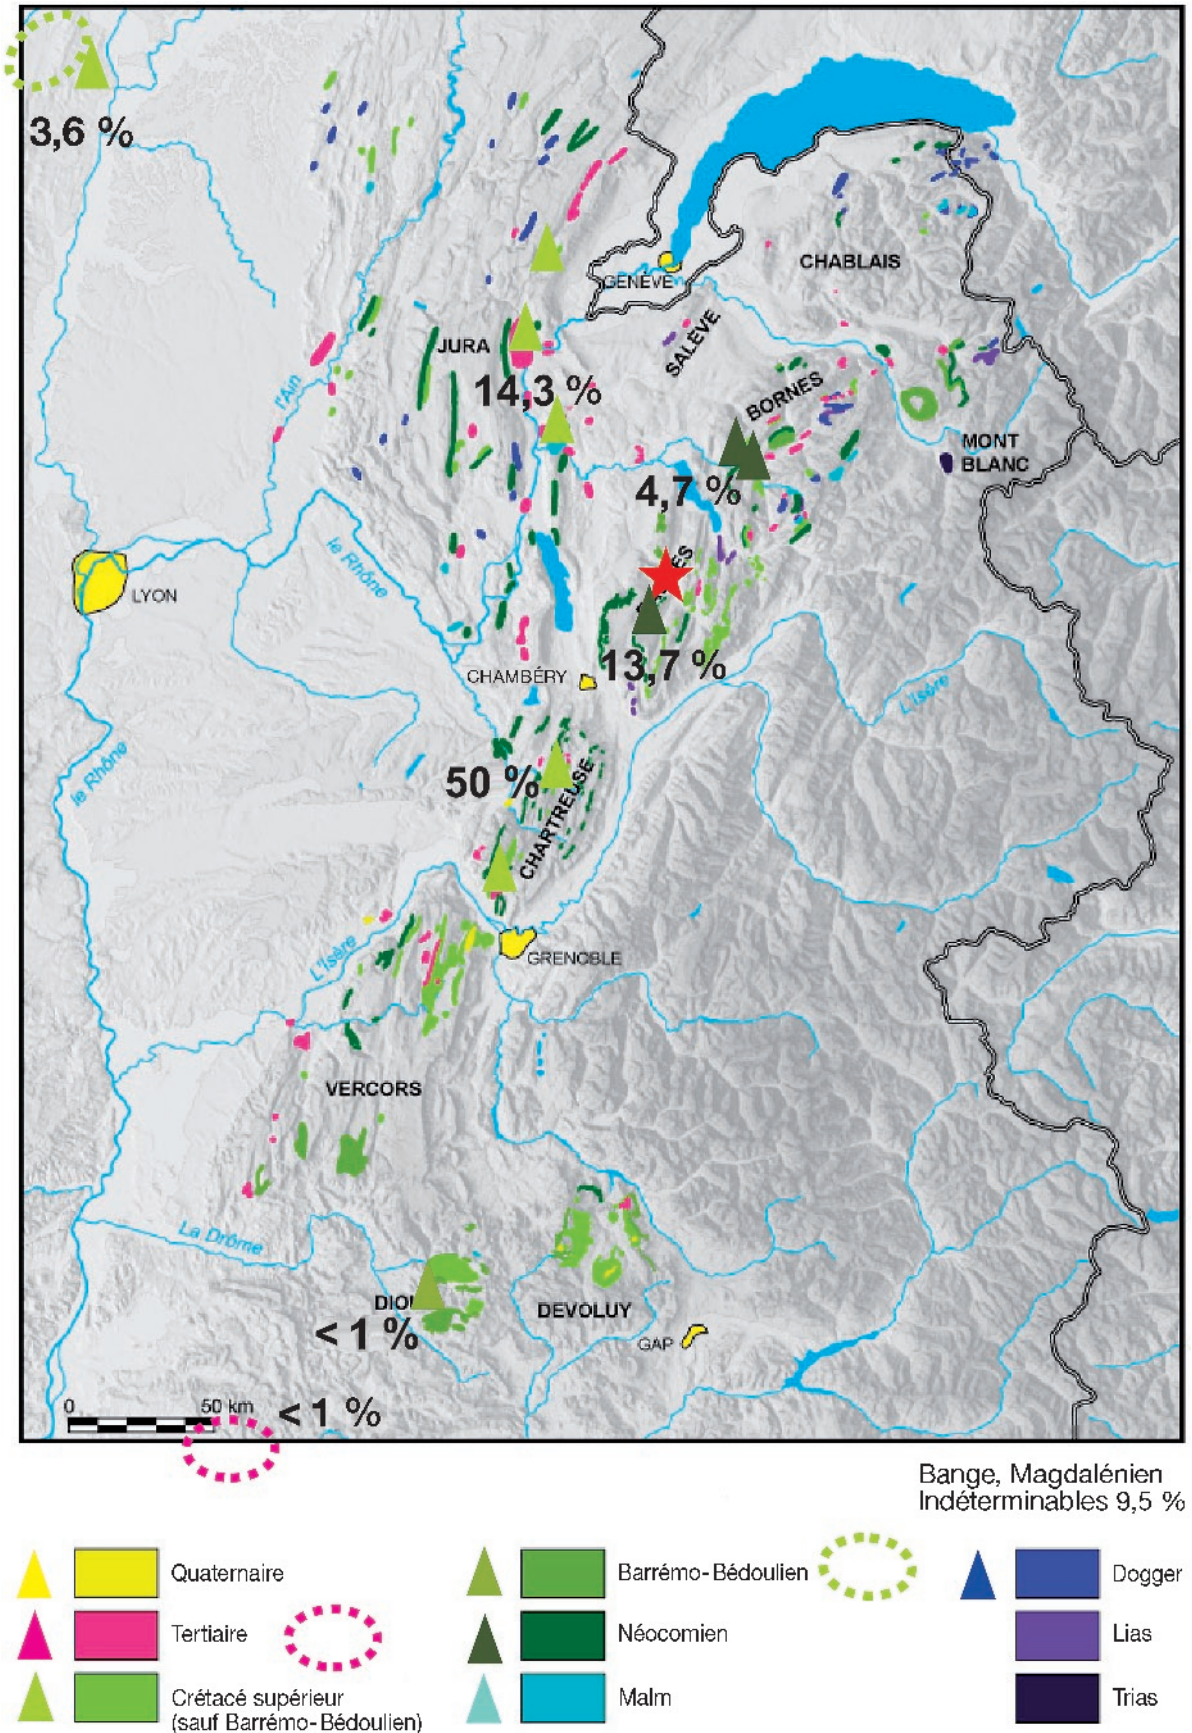 3,6 %
CHABLAIS
GENÈVE
SALÈVE
JURA
l'Ain
14,3 %
BORNES
MONT
BLANC
4,7 %
le Rhône
LYON
CHAMBÉRY
13,7 %
L'Isère
le Rhône
50 %
CHARTREUSE
L'Isère
GRENOBLE
VERCORS
La Drôme
DEVOLUY
< 1 %
GAP
0
50 km
< 1 %
Bange, Magdalénien
Indéterminables 9,5 %
Quaternaire
Tertiaire
Crétacé supérieur
(sauf Barrémo-Bédoulien)
Barrémo-Bédoulien
Néocomien
Malm
Dogger
Lias
Trias